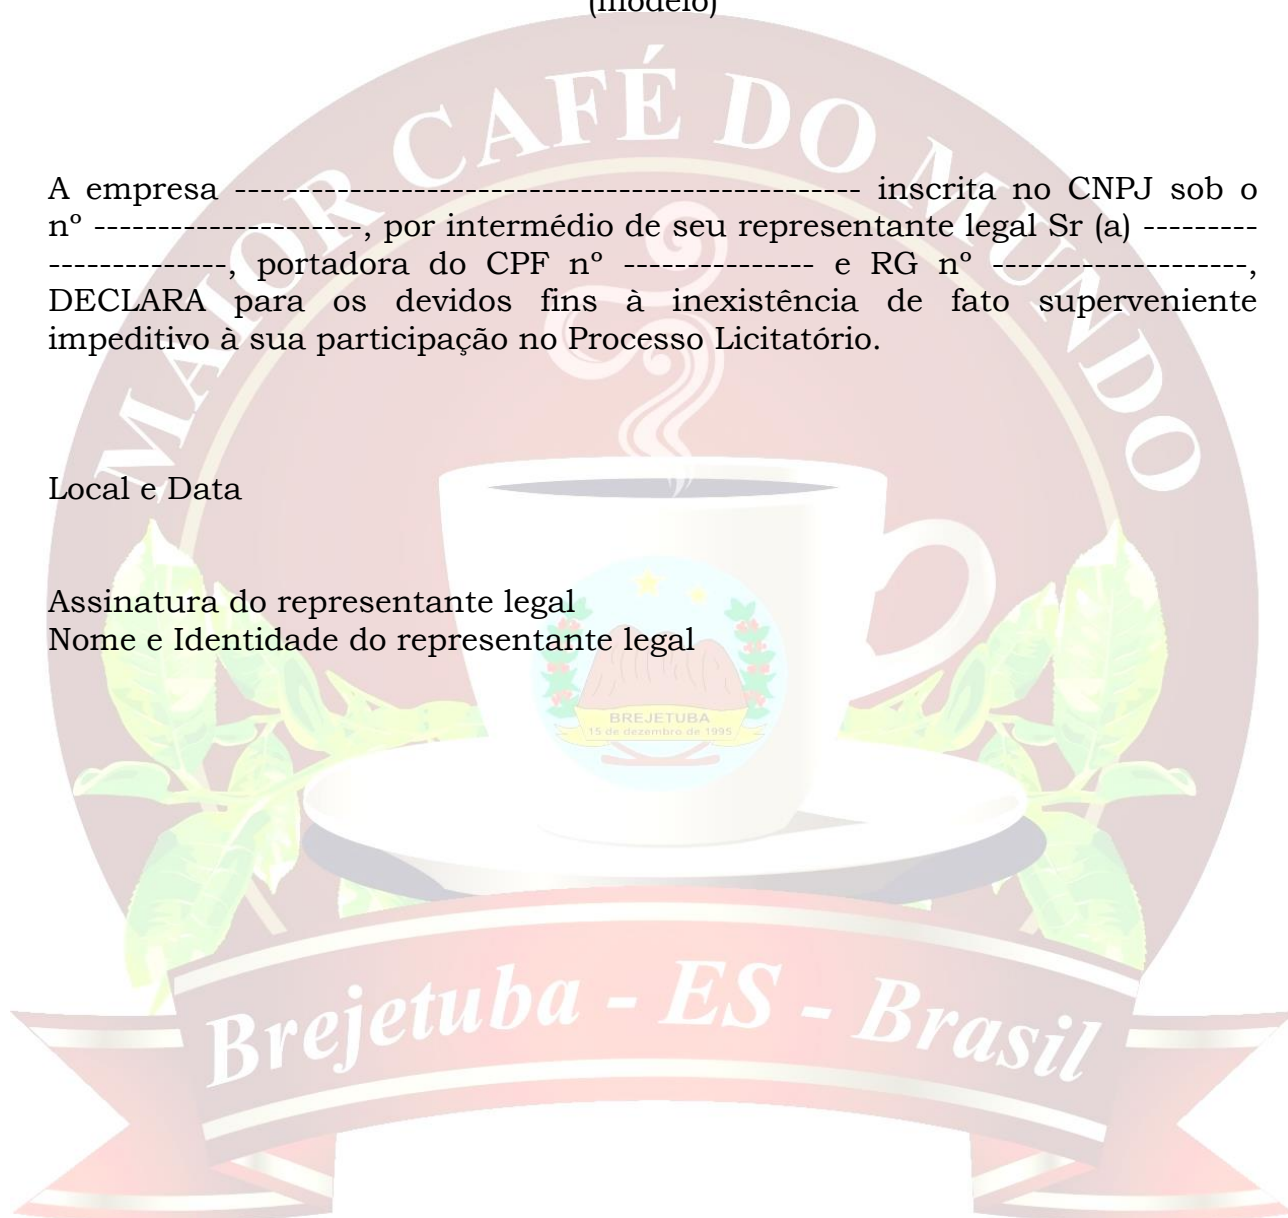 (modelo)
MAIOR CAFÉ DO MUNDO
A empresa ------------------------------------------------- inscrita no CNPJ sob o
nº ---------------------, por intermédio de seu representante legal Sr (a) ---------
--------------, portadora do CPF nº --------------- e RG nº --------------------,
DECLARA para os devidos fins à inexistência de fato superveniente
impeditivo à sua participação no Processo Licitatório.
Local e Data
Assinatura do representante legal
Nome e Identidade do representante legal
BREJETUBA
15 de dezembro de 1995
Brejetuba - ES - Brasil